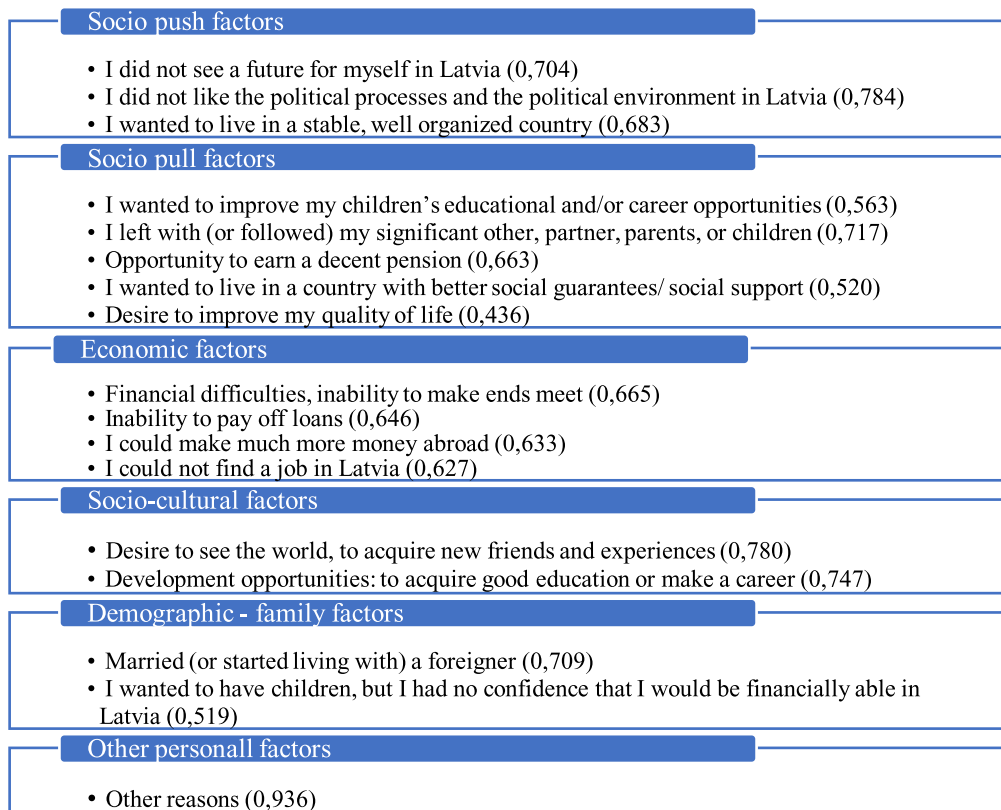 Socio push factors
• I did not see a future for myself in Latvia (0,704)
• I did not like the political processes and the political environment in Latvia (0,784)
• I wanted to live in a stable, well organized country (0,683)
Socio pull factors
• I wanted to improve my children’s educational and/or career opportunities (0,563)
• I left with (or followed) my significant other, partner, parents, or children (0,717)
• Opportunity to earn a decent pension (0,663)
• I wanted to live in a country with better social guarantees/ social support (0,520)
• Desire to improve my quality of life (0,436)
Economic factors
• Financial difficulties, inability to make ends meet (0,665)
• Inability to pay off loans (0,646)
• I could make much more money abroad (0,633)
• I could not find a job in Latvia (0,627)
Socio-cultural factors
• Desire to see the world, to acquire new friends and experiences (0,780)
• Development opportunities: to acquire good education or make a career (0,747)
Demographic - family factors
• Married (or started living with) a foreigner (0,709)
• I wanted to have children, but I had no confidence that I would be financially able in
Latvia (0,519)
Other personall factors
• Other reasons (0,936)